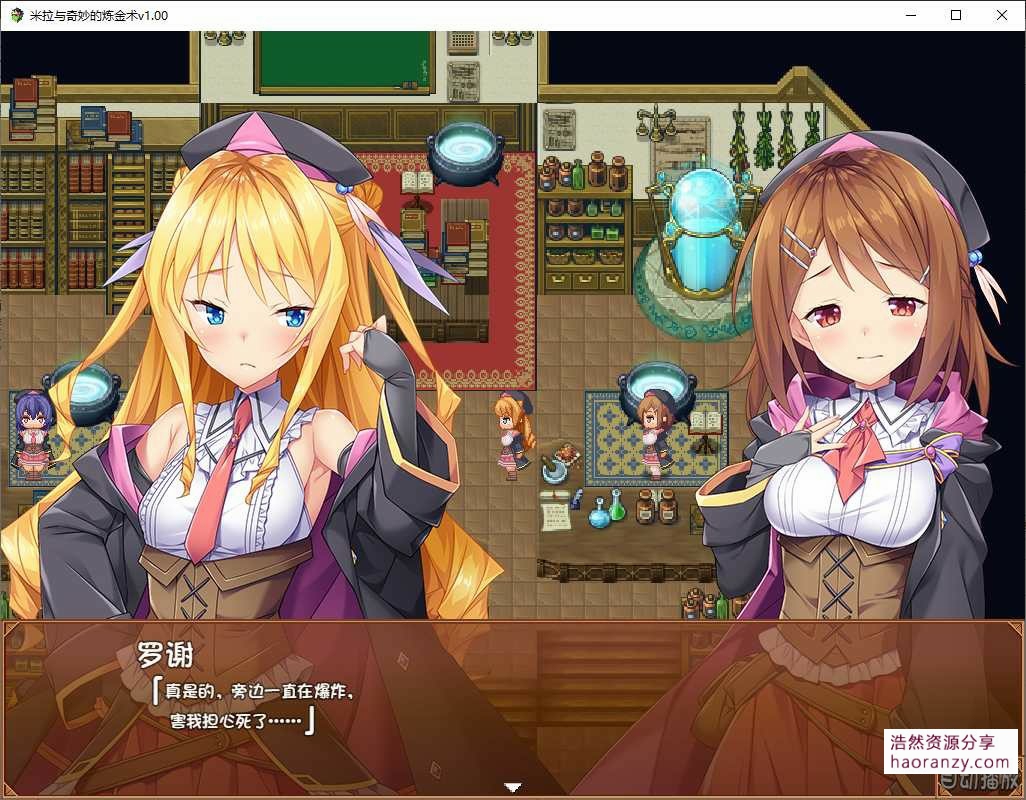 米拉与奇妙的炼金术v1.00
罗谢
「真是的，旁边一直在爆炸，
害我担心死了……」
浩然资源分享
haoranzy.com
自动播放